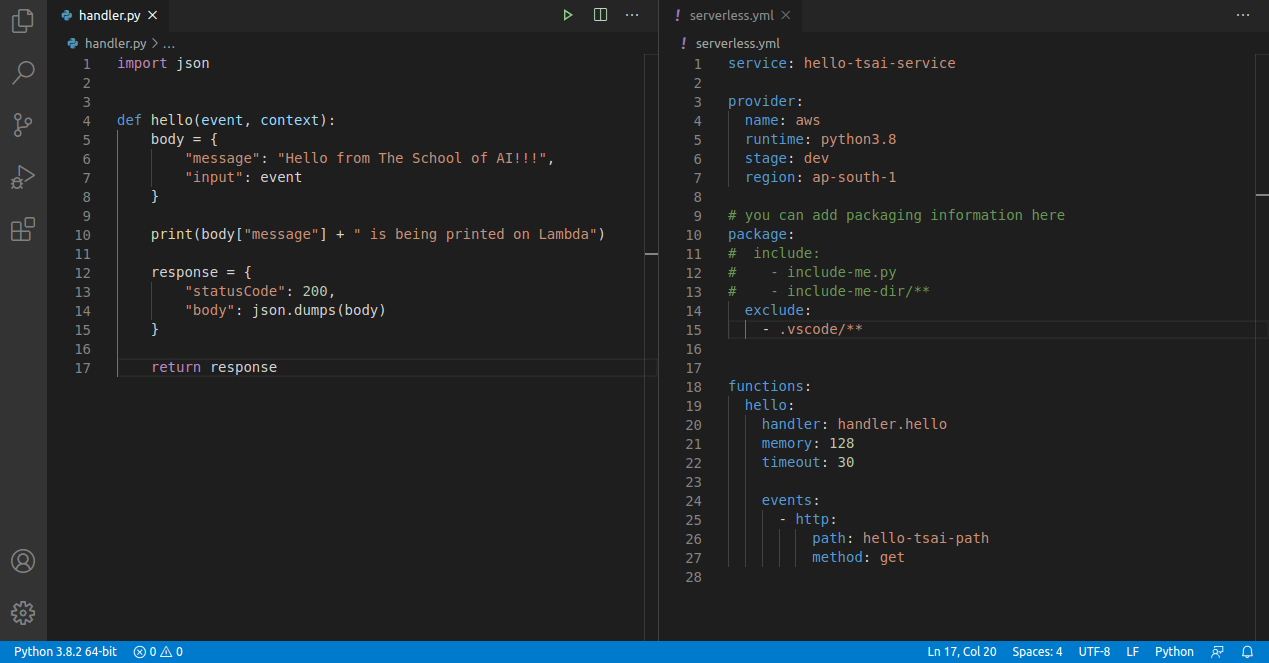 handler.py
handler.py > ...
1 import json
2
3
4 def hello(event, context):
5     body = {
6         "message": "Hello from The School of AI!!!",
7         "input": event
8     }
9
10     print(body["message"] + " is being printed on Lambda")
11
12     response = {
13         "statusCode": 200,
14         "body": json.dumps(body)
15     }
16
17     return response
serverless.yml
serverless.yml
1 service: hello-tsai-service
2
3 provider:
4   name: aws
5   runtime: python3.8
6   stage: dev
7   region: ap-south-1
8
9 # you can add packaging information here
10 package:
11 #  include:
12 #    - include-me.py
13 #    - include-me-dir/**
14   exclude:
15     - .vscode/**
16
17
18 functions:
19   hello:
20     handler: handler.hello
21     memory: 128
22     timeout: 30
23
24     events:
25       - http:
26           path: hello-tsai-path
27           method: get
28
Python 3.8.2 64-bit 0 0 Ln 17, Col 20 Spaces: 4 UTF-8 LF Python